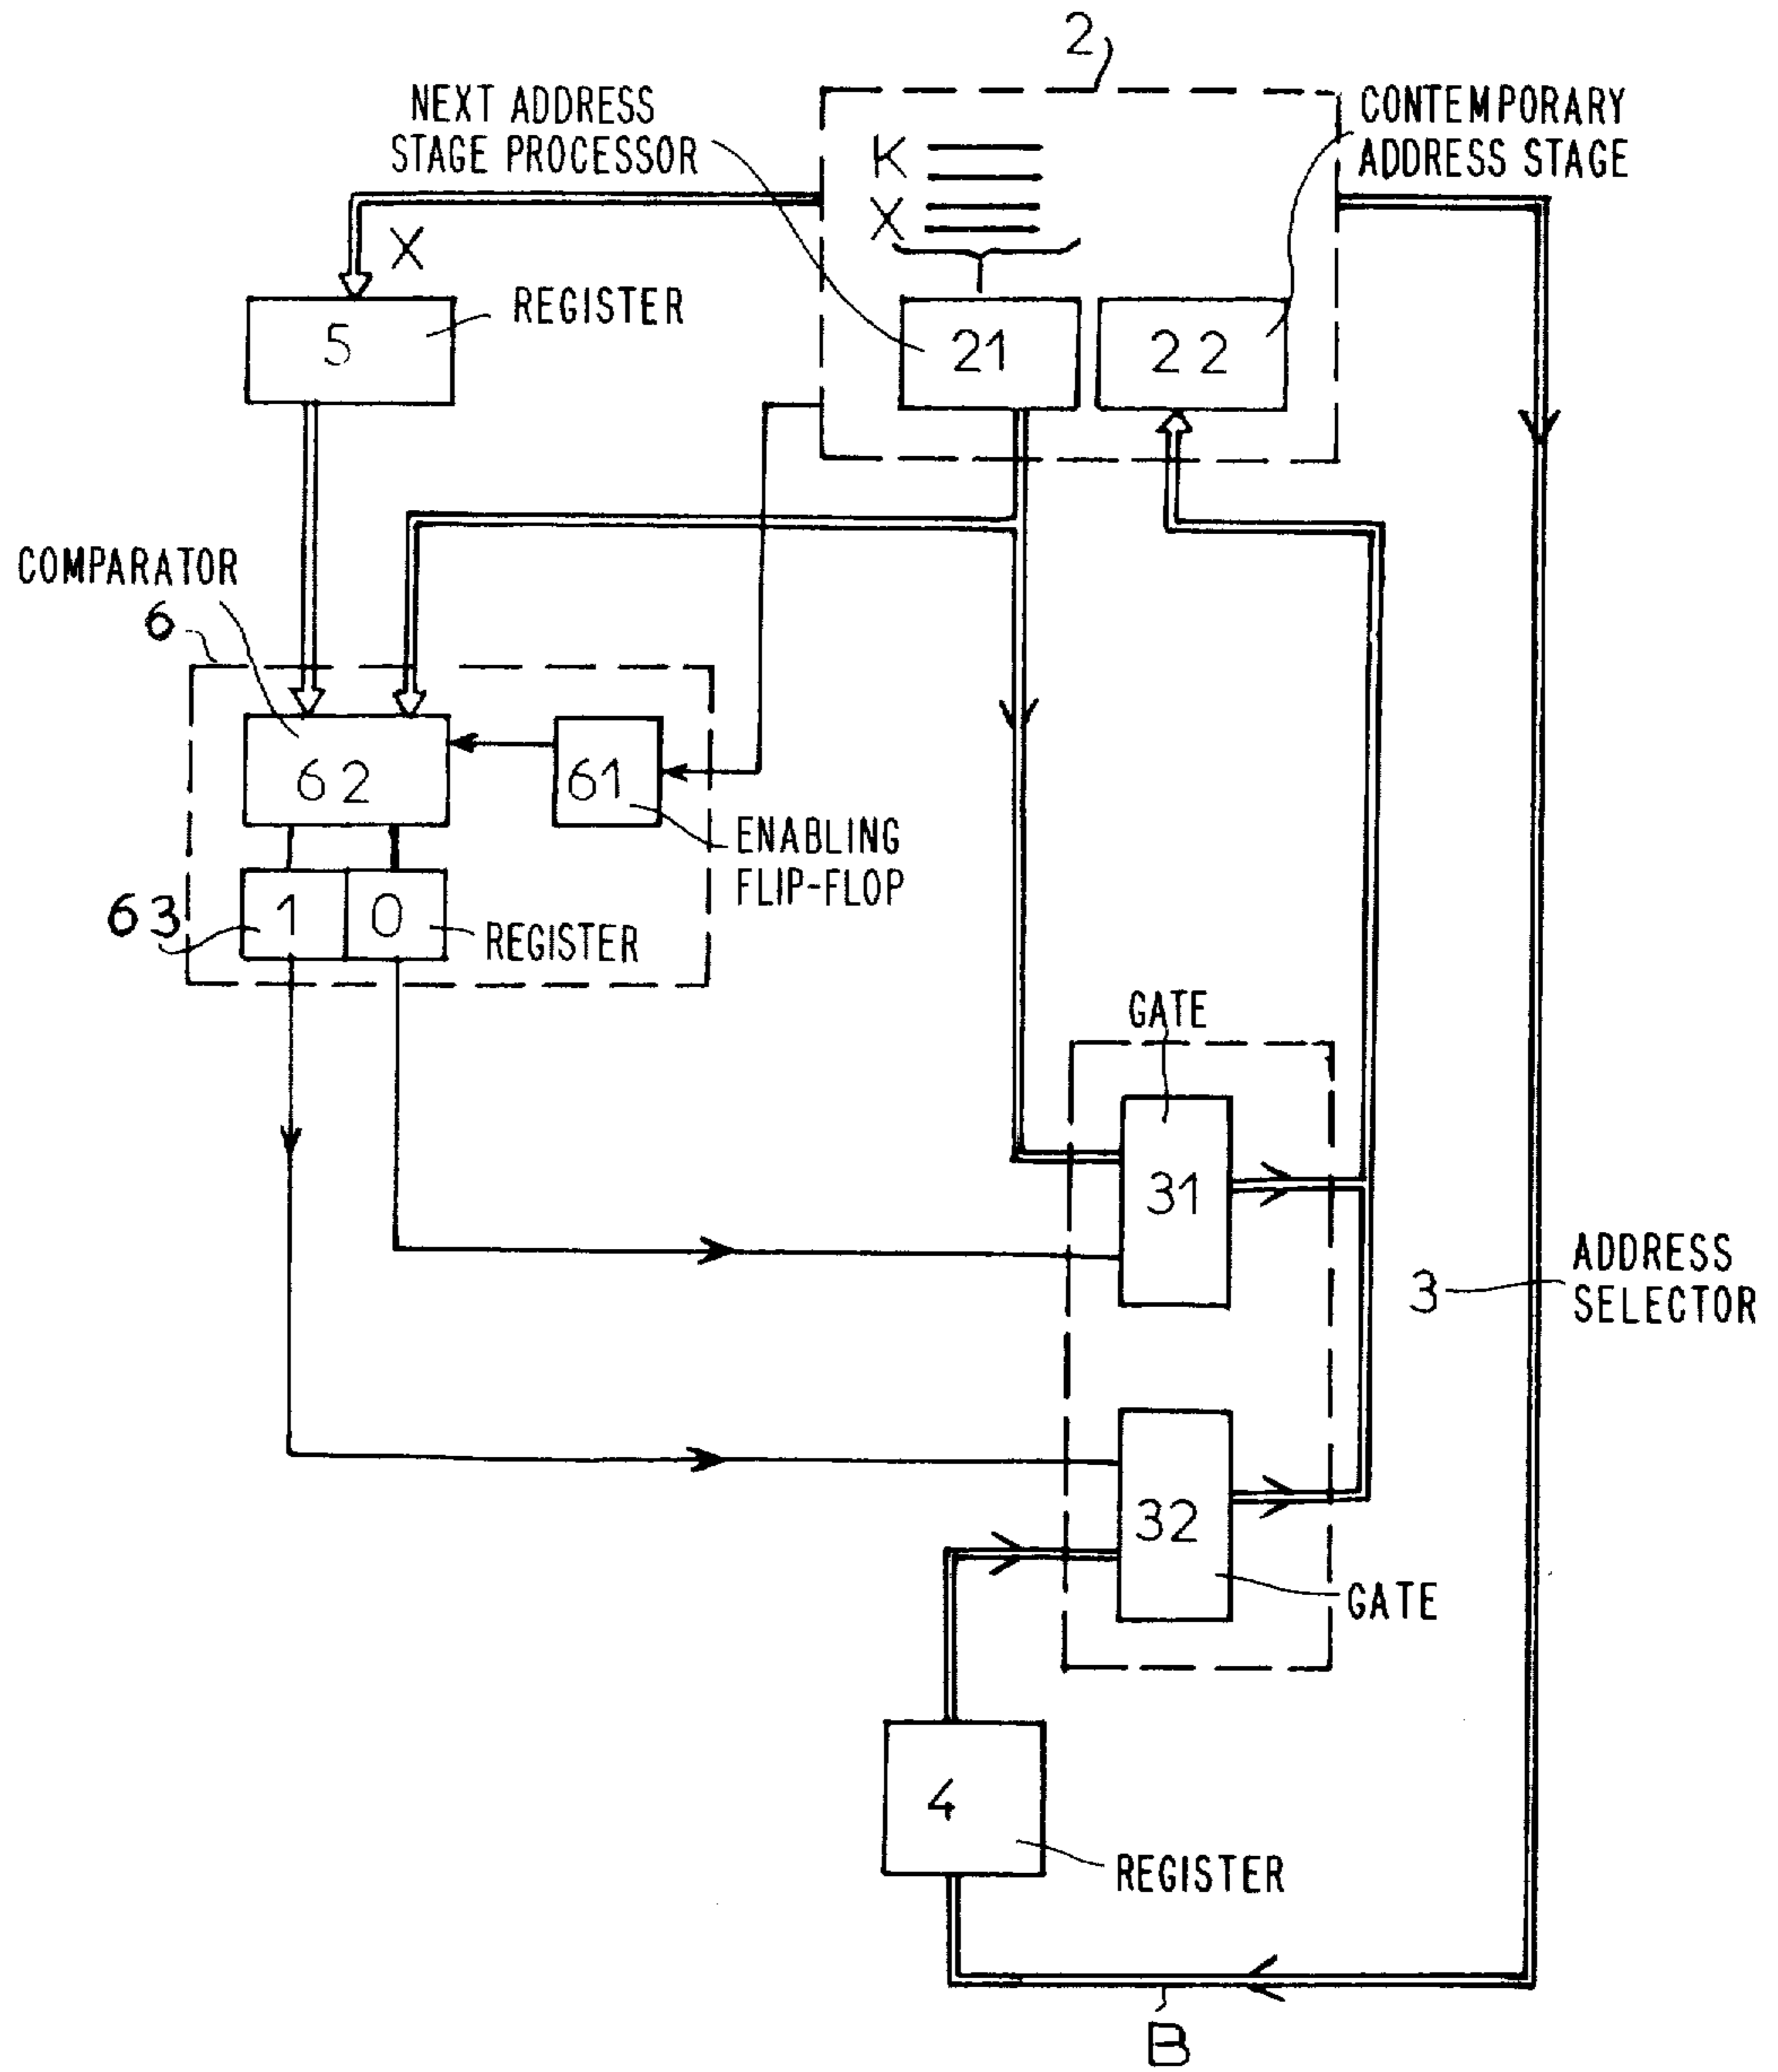 2
NEXT ADDRESS
STAGE PROCESSOR
CONTEMPORARY
ADDRESS STAGE
K
X
X
REGISTER
5
21
22
COMPARATOR
6
62
61
ENABLING
FLIP-FLOP
63
1
0
REGISTER
GATE
31
ADDRESS
SELECTOR
3
32
GATE
4
REGISTER
B